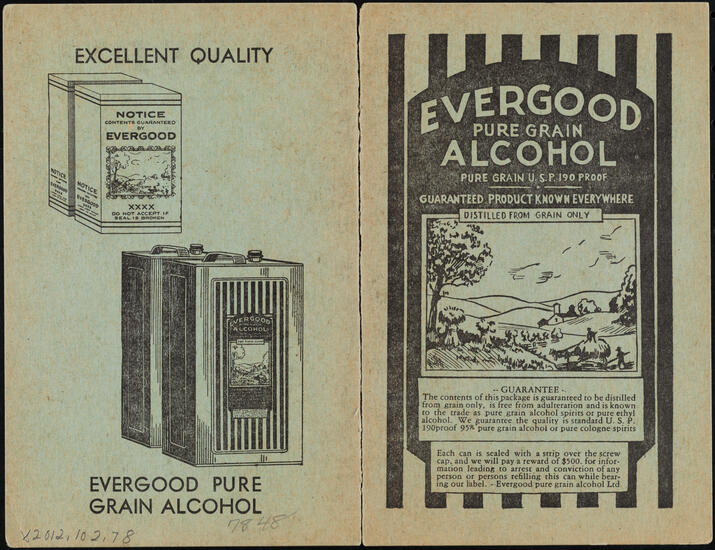 EXCELLENT QUALITY
NOTICE
CONTENTS GUARANTEED
BY
EVERGOOD
XXXX
DO NOT ACCEPT IF
SEAL IS BROKEN
NOTICE
EVERGOOD
NOTICE
EVERGOOD
EVERGOOD
ALCOHOL
EVERGOOD PURE
GRAIN ALCOHOL
X2012.102.78
7848
EVERGOOD
PURE GRAIN
ALCOHOL
PURE GRAIN U.S.P. 190 PROOF
GUARANTEED PRODUCT KNOWN EVERYWHERE
DISTILLED FROM GRAIN ONLY
-- GUARANTEE -
The contents of this package is guaranteed to be distilled
from grain only, is free from adulteration and is known
to the trade as pure grain alcohol spirits or pure ethyl
alcohol. We guarantee the quality is standard U. S. P.
190proof 95% pure grain alcohol or pure cologne spirits
Each can is sealed with a strip over the screw
cap, and we will pay a reward of $500. for infor-
mation leading to arrest and conviction of any
person or persons refilling this can while bear-
ing our label. - Evergood pure grain alcohol Ltd